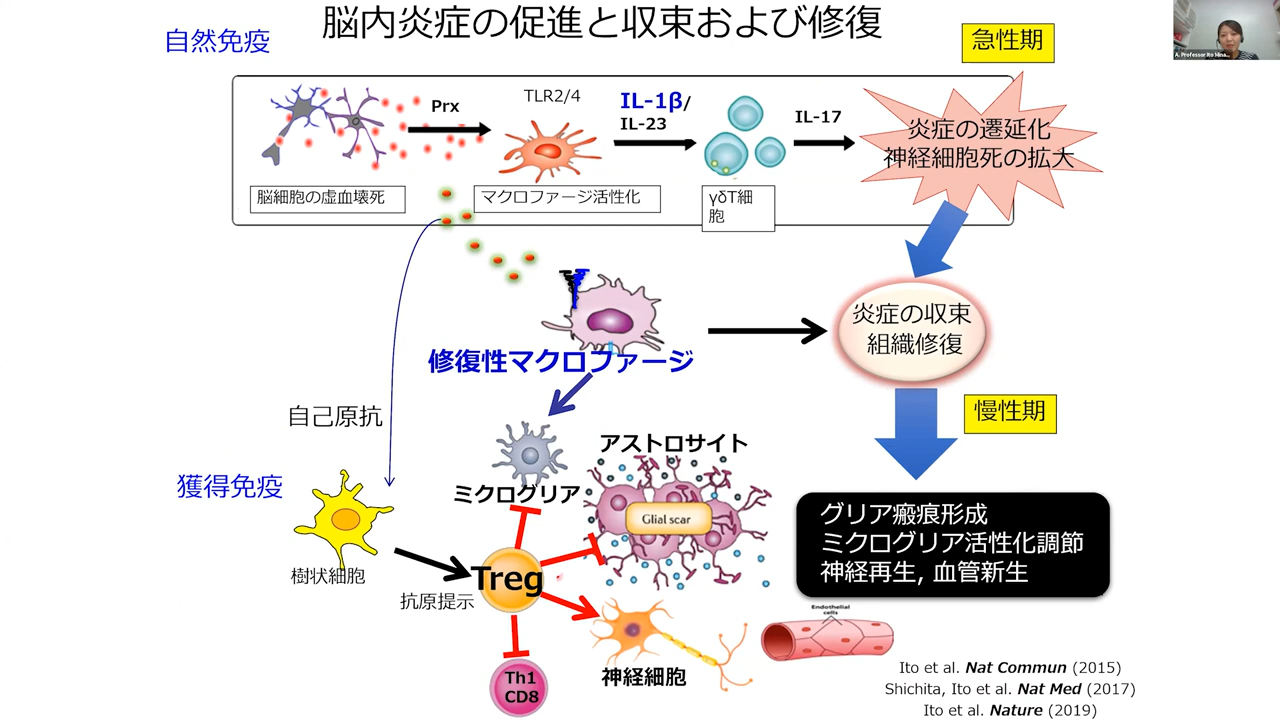 脳内炎症の促進と収束および修復
自然免疫
急性期
A. Professor Ito Mina...
Prx
TLR2/4
IL-1β/
IL-23
IL-17
炎症の遷延化
神経細胞死の拡大
脳細胞の虚血壊死
マクロファージ活性化
γδT細
胞
炎症の収束
組織修復
修復性マクロファージ
慢性期
自己原抗
アストロサイト
獲得免疫
ミクログリア
Glial scar
グリア瘢痕形成
ミクログリア活性化調節
神経再生, 血管新生
樹状細胞
Treg
抗原提示
Endothelial
cells
神経細胞
Th1
CD8
Ito et al. Nat Commun (2015)
Shichita, Ito et al. Nat Med (2017)
Ito et al. Nature (2019)